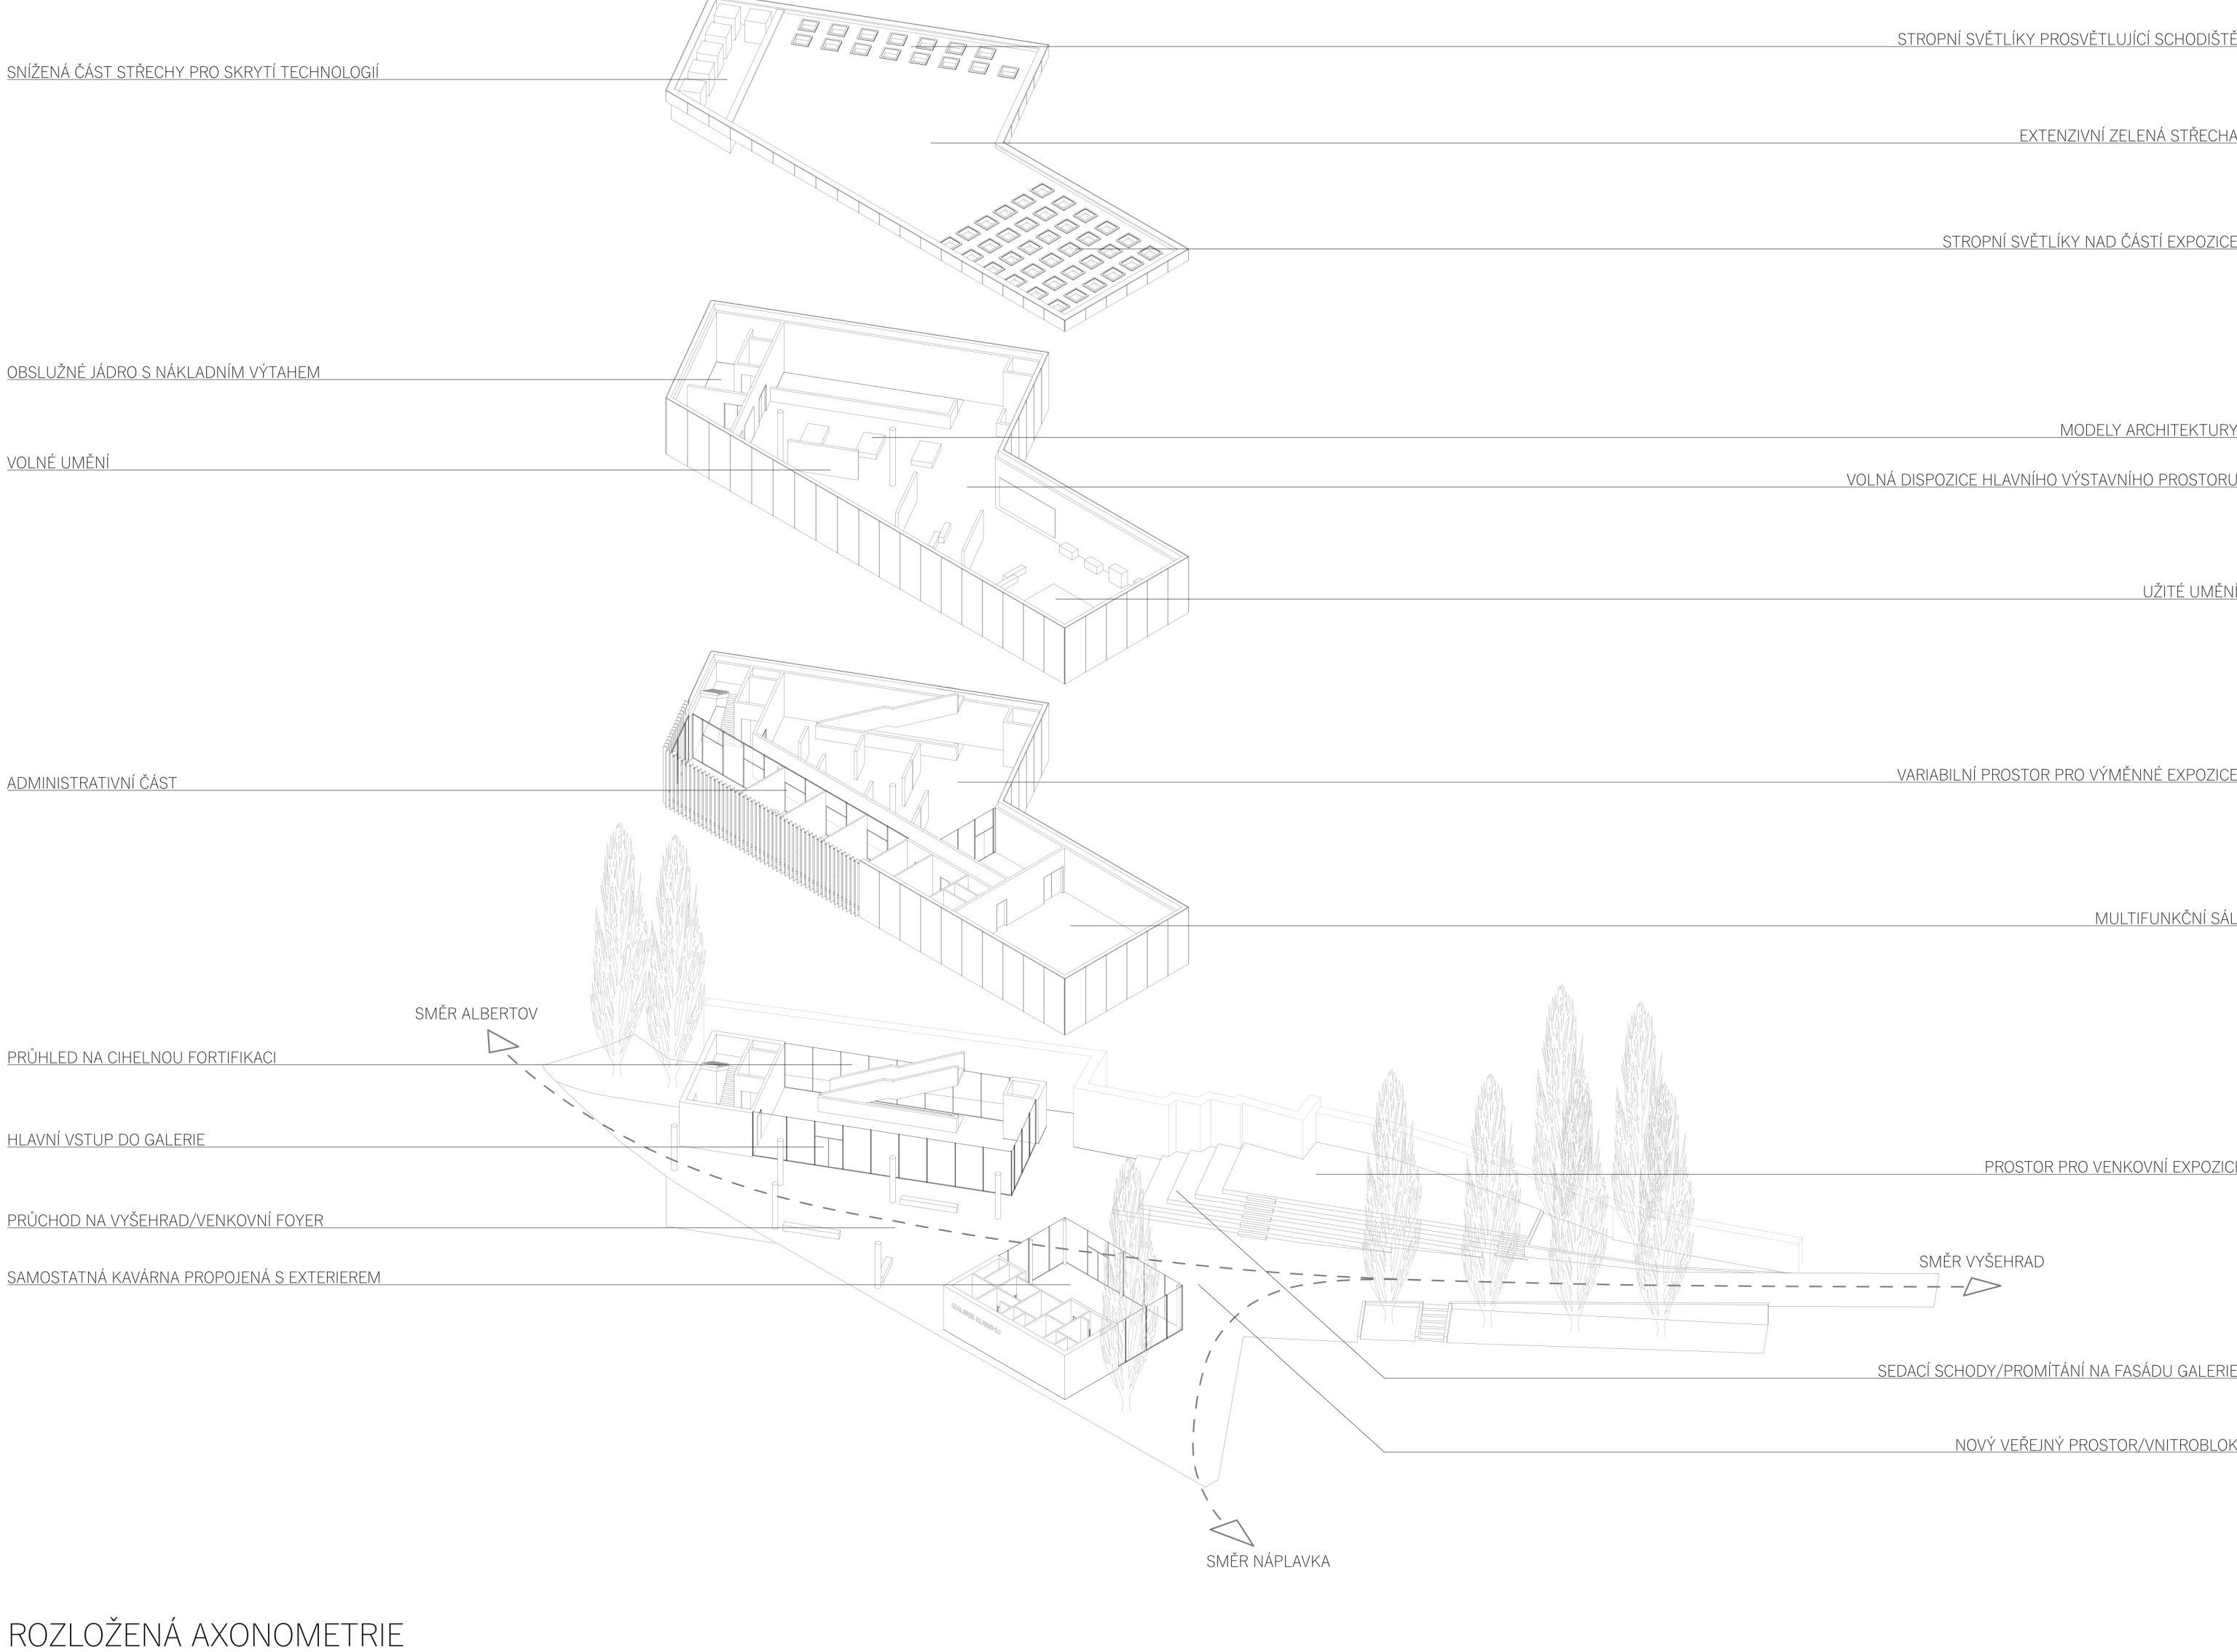 STROPNÍ SVĚTLÍKY PROSVĚTLUJÍCÍ SCHODIŠTĚ
SNÍŽENÁ ČÁST STŘECHY PRO SKRYTÍ TECHNOLOGIÍ
EXTENZIVNÍ ZELENÁ STŘECHA
STROPNÍ SVĚTLÍKY NAD ČÁSTÍ EXPOZICE
OBSLUŽNÉ JÁDRO S NÁKLADNÍM VÝTAHEM
MODELY ARCHITEKTURY
VOLNÉ UMĚNÍ
VOLNÁ DISPOZICE HLAVNÍHO VÝSTAVNÍHO PROSTORU
UŽITÉ UMĚNÍ
VARIABILNÍ PROSTOR PRO VÝMĚNNÉ EXPOZICE
ADMINISTRATIVNÍ ČÁST
MULTIFUNKČNÍ SÁL
SMĚR ALBERTOV
PRŮHLED NA CIHELNOU FORTIFIKACI
HLAVNÍ VSTUP DO GALERIE
PROSTOR PRO VENKOVNÍ EXPOZICI
PRŮCHOD NA VYŠEHRAD/VENKOVNÍ FOYER
SMĚR VYŠEHRAD
SAMOSTATNÁ KAVÁRNA PROPOJENÁ S EXTERIEREM
GALERIE
SEDACÍ SCHODY/PROMÍTÁNÍ NA FASÁDU GALERIE
NOVÝ VEŘEJNÝ PROSTOR/VNITROBLOK
SMĚR NÁPLAVKA
ROZLOŽENÁ AXONOMETRIE